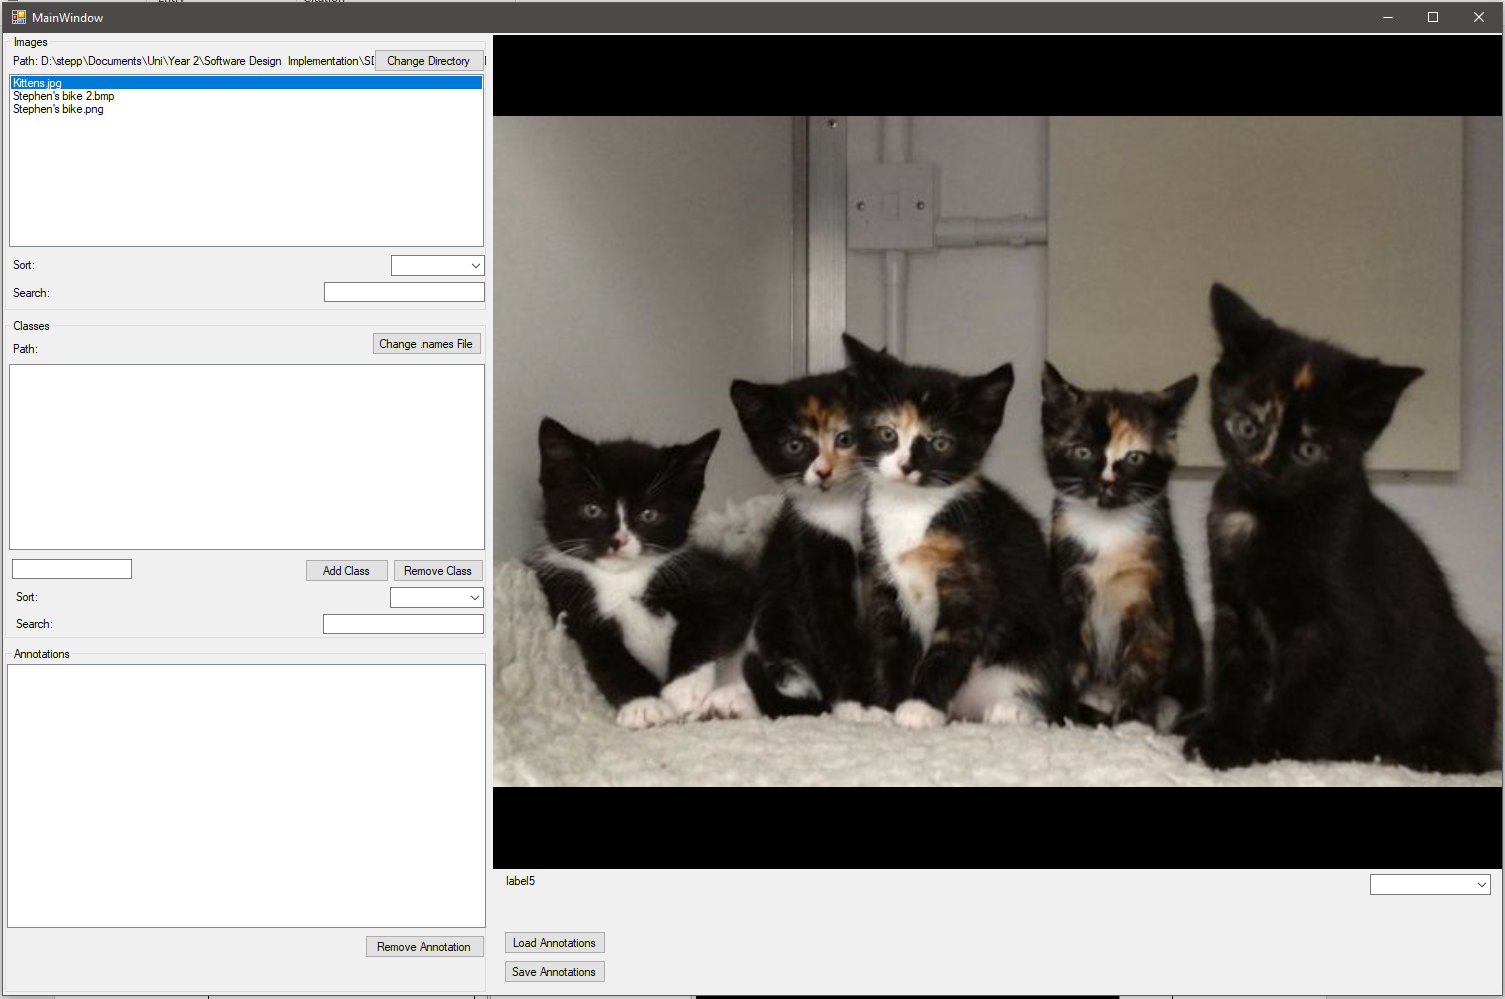 MainWindow
Images
Path: D:\stepp\Documents\Uni\Year 2\Software Design Implementation\SD
Change Directory
Kittens.jpg
Stephen's bike 2.bmp
Stephen's bike.png
Sort:
Search:
Classes
Path:
Change .names File
Add Class
Remove Class
Sort:
Search:
Annotations
Remove Annotation
label5
Load Annotations
Save Annotations